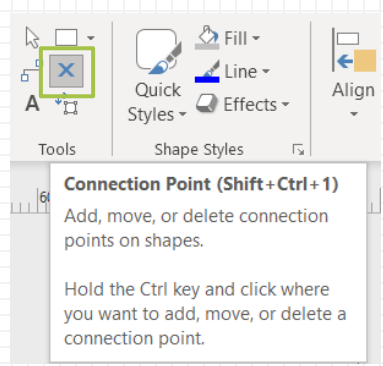 Fill
Line
Effects
Quick
Styles
Align
A
Tools
Shape Styles
Connection Point (Shift+Ctrl+1)
Add, move, or delete connection
points on shapes.
Hold the Ctrl key and click where
you want to add, move, or delete a
connection point.